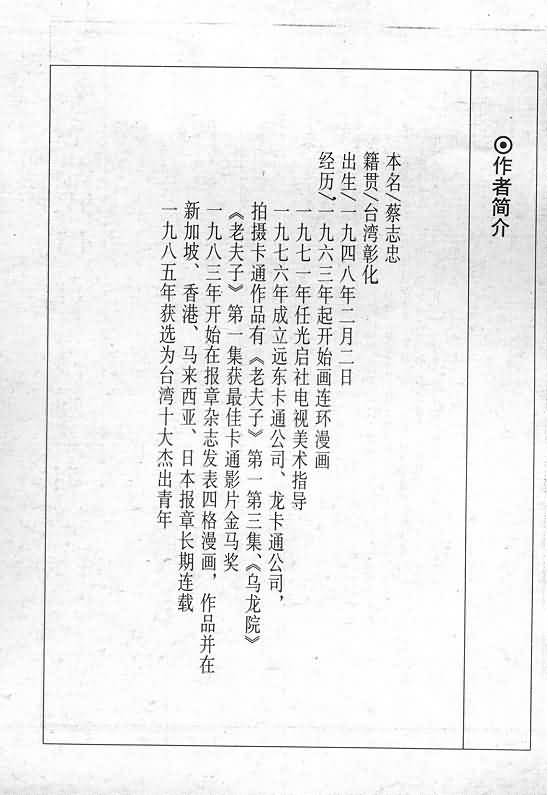 ⊙作者简介
本名/蔡志忠
籍贯/台湾彰化
出生/一九四八年二月二日
经历/一九六三年起开始画连环漫画
一九七一年任光启社电视美术指导
一九七六年成立远东卡通公司、龙卡通公司，
拍摄卡通作品有《老夫子》第一第三集、《乌龙院》
《老夫子》第一集获最佳卡通影片金马奖
一九八三年开始在报章杂志发表四格漫画，作品并在
新加坡、香港、马来西亚、日本报章长期连载
一九八五年获选为台湾十大杰出青年